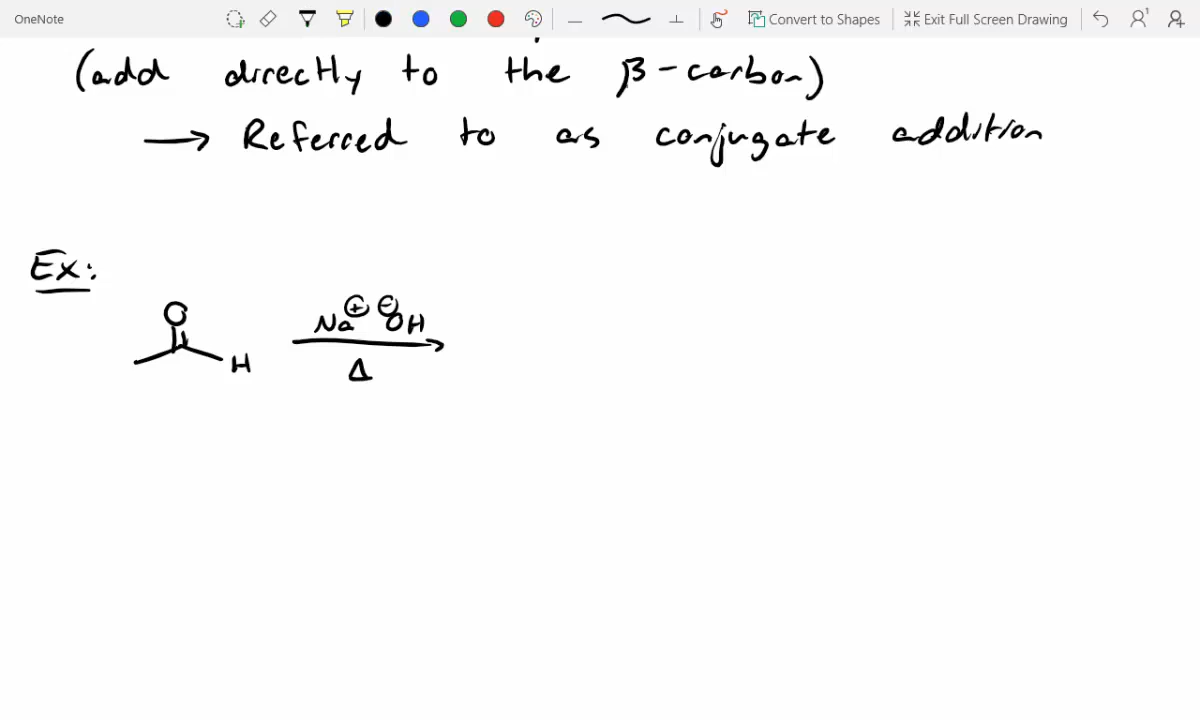 OneNote
Convert to Shapes
Exit Full Screen Drawing
(add directly to the β-carbon)
→ Referred to as conjugate addition
Ex:
O
H
Na⊕ ⊖OH
Δ